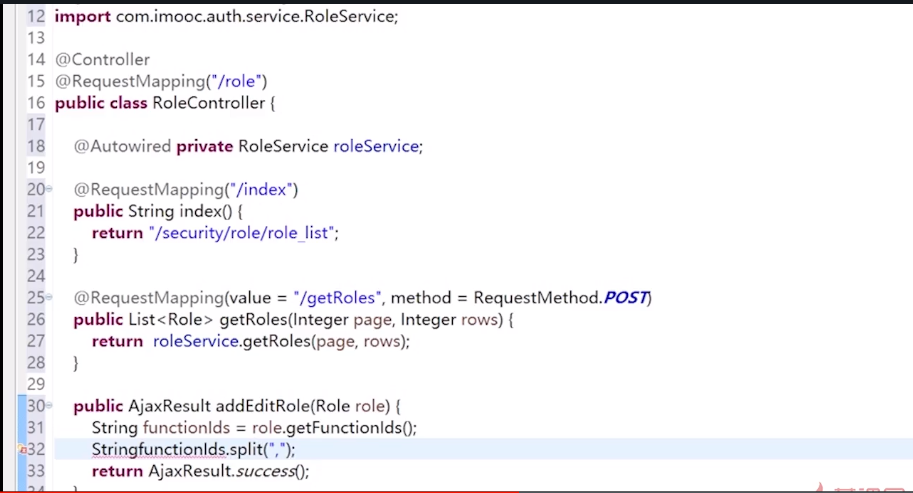 12 import com.imooc.auth.service.RoleService;
13
14 @Controller
15 @RequestMapping("/role")
16 public class RoleController {
17
18 @Autowired private RoleService roleService;
19
20 @RequestMapping("/index")
21 public String index() {
22 return "/security/role/role_list";
23 }
24
25 @RequestMapping(value = "/getRoles", method = RequestMethod.POST)
26 public List<Role> getRoles(Integer page, Integer rows) {
27 return roleService.getRoles(page, rows);
28 }
29
30 public AjaxResult addEditRole(Role role) {
31 String functionIds = role.getFunctionIds();
32 StringfunctionIds.split(",");
33 return AjaxResult.success();